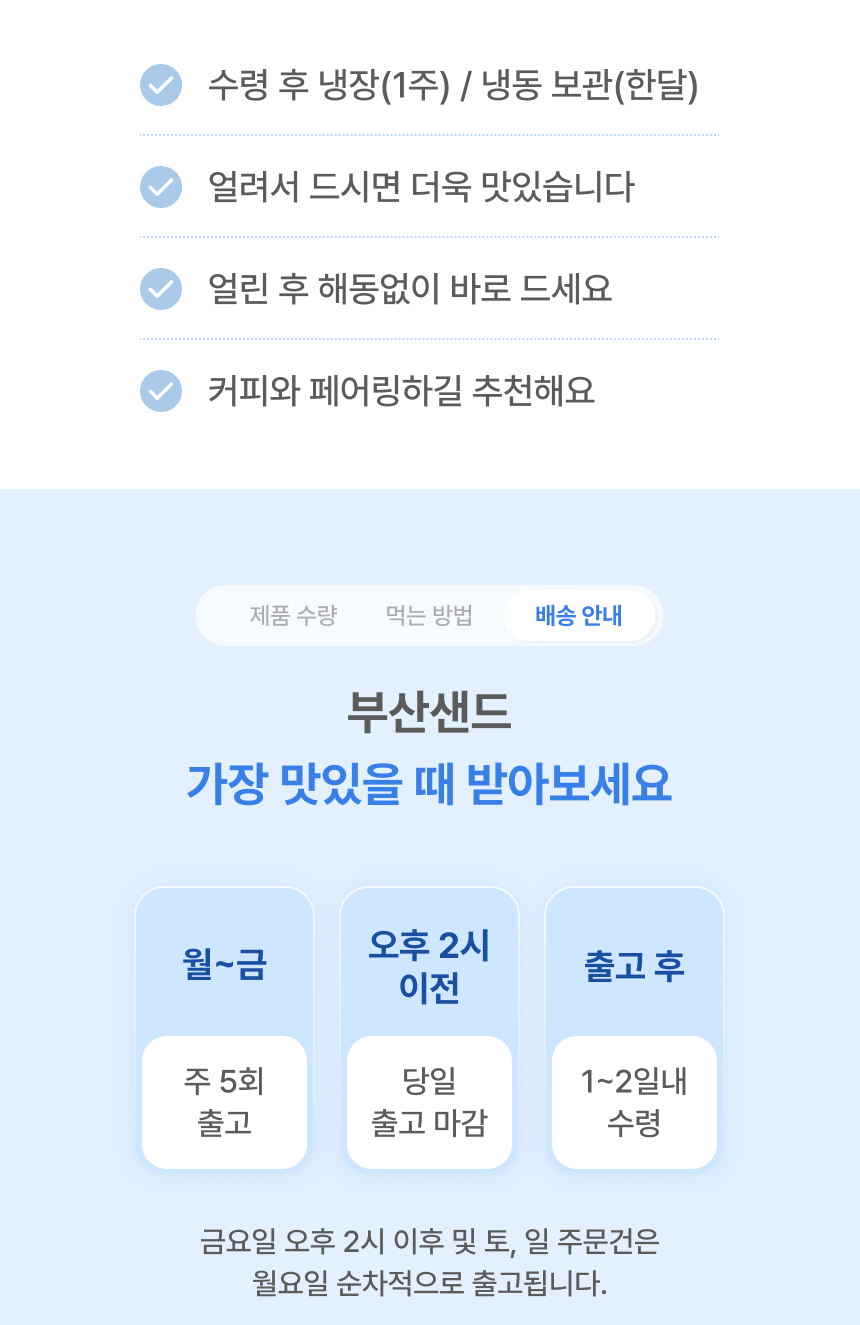 수령 후 냉장(1주) / 냉동 보관(한달)
얼려서 드시면 더욱 맛있습니다
얼린 후 해동없이 바로 드세요
커피와 페어링하길 추천해요
제품 수량 먹는 방법 배송 안내
부산샌드
가장 맛있을 때 받아보세요
월~금
주 5회
출고
오후 2시
이전
당일
출고 마감
출고 후
1~2일내
수령
금요일 오후 2시 이후 및 토, 일 주문건은
월요일 순차적으로 출고됩니다.